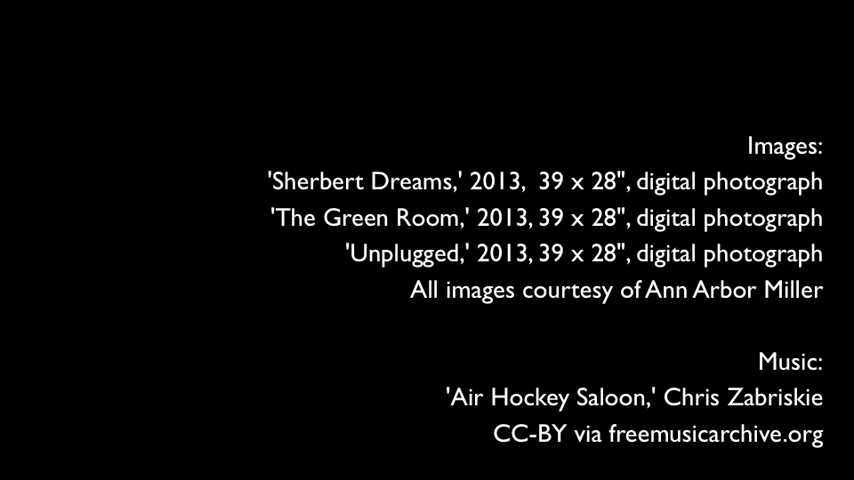 Images:
'Sherbert Dreams,' 2013, 39 x 28", digital photograph
'The Green Room,' 2013, 39 x 28", digital photograph
'Unplugged,' 2013, 39 x 28", digital photograph
All images courtesy of Ann Arbor Miller
Music:
'Air Hockey Saloon,' Chris Zabriskie
CC-BY via freemusicarchive.org